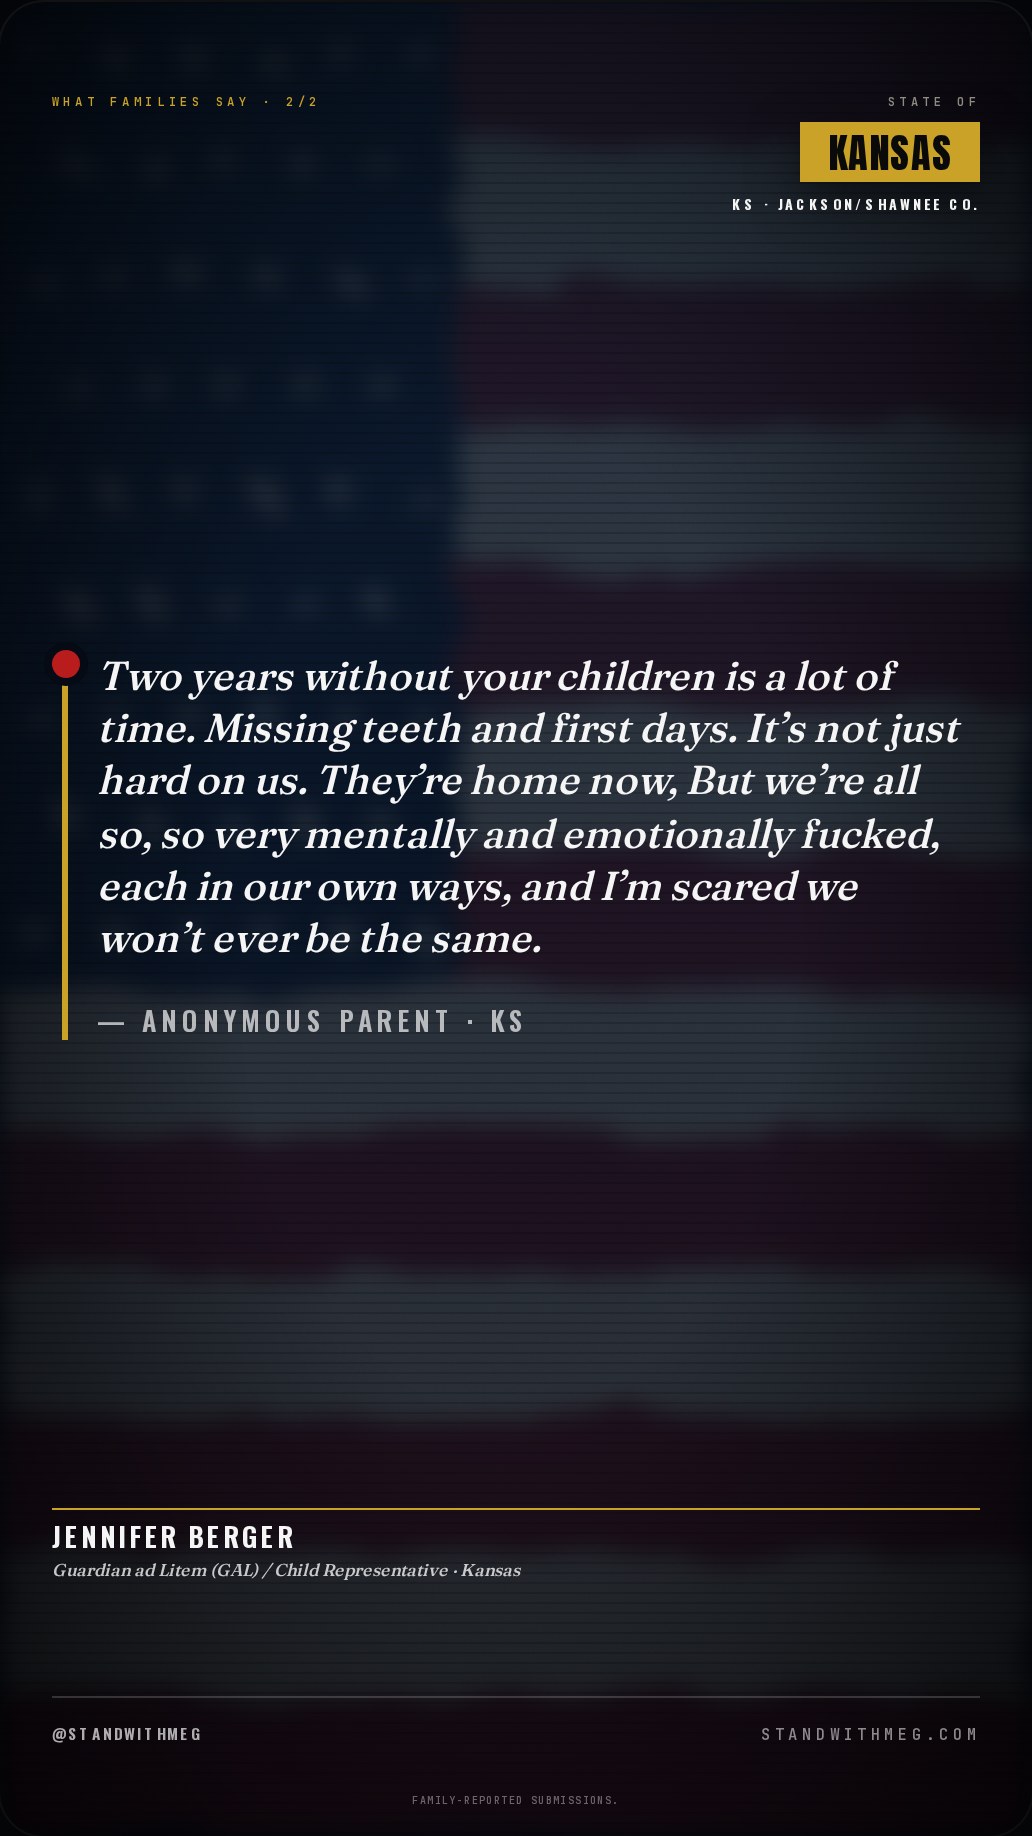 WHAT FAMILIES SAY · 2/2
STATE OF
KANSAS
KS · JACKSON/SHAWNEE CO.
Two years without your children is a lot of
time. Missing teeth and first days. It’s not just
hard on us. They’re home now, But we’re all
so, so very mentally and emotionally fucked,
each in our own ways, and I’m scared we
won’t ever be the same.
— ANONYMOUS PARENT · KS
JENNIFER BERGER
Guardian ad Litem (GAL) / Child Representative · Kansas
@STANDWITHMEG
STANDWITHMEG.COM
FAMILY-REPORTED SUBMISSIONS.